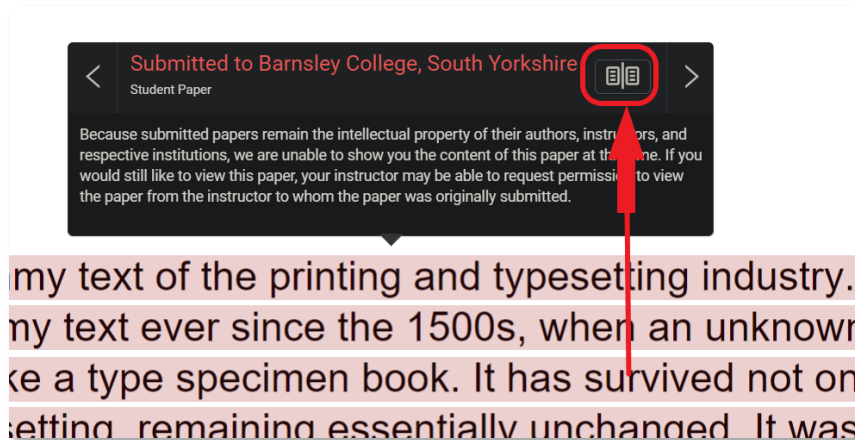 Submitted to Barnsley College, South Yorkshire
Student Paper
Because submitted papers remain the intellectual property of their authors, instructors, and
respective institutions, we are unable to show you the content of this paper at this time. If you
would still like to view this paper, your instructor may be able to request permission to view
the paper from the instructor to whom the paper was originally submitted.
my text of the printing and typesetting industry.
my text ever since the 1500s, when an unknown
ke a type specimen book. It has survived not on
setting, remaining essentially unchanged. It was